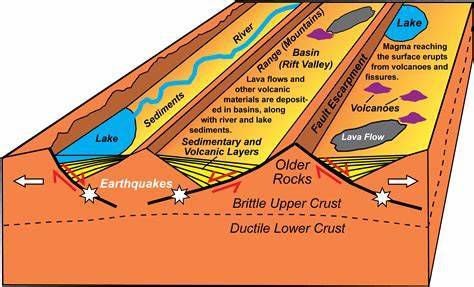 River
Lake
Sediments
Range (Mountains)
Basin
(Rift Valley)
Lava flows and
other volcanic
materials are deposit-
ed in basins, along
with river and lake
sediments.
Sedimentary and
Volcanic Layers
Fault Escarpment
Lake
Magma reaching
the surface erupts
from volcanoes and
fissures.
Volcanoes
Lava Flow
Earthquakes
Older
Rocks
Brittle Upper Crust
Ductile Lower Crust